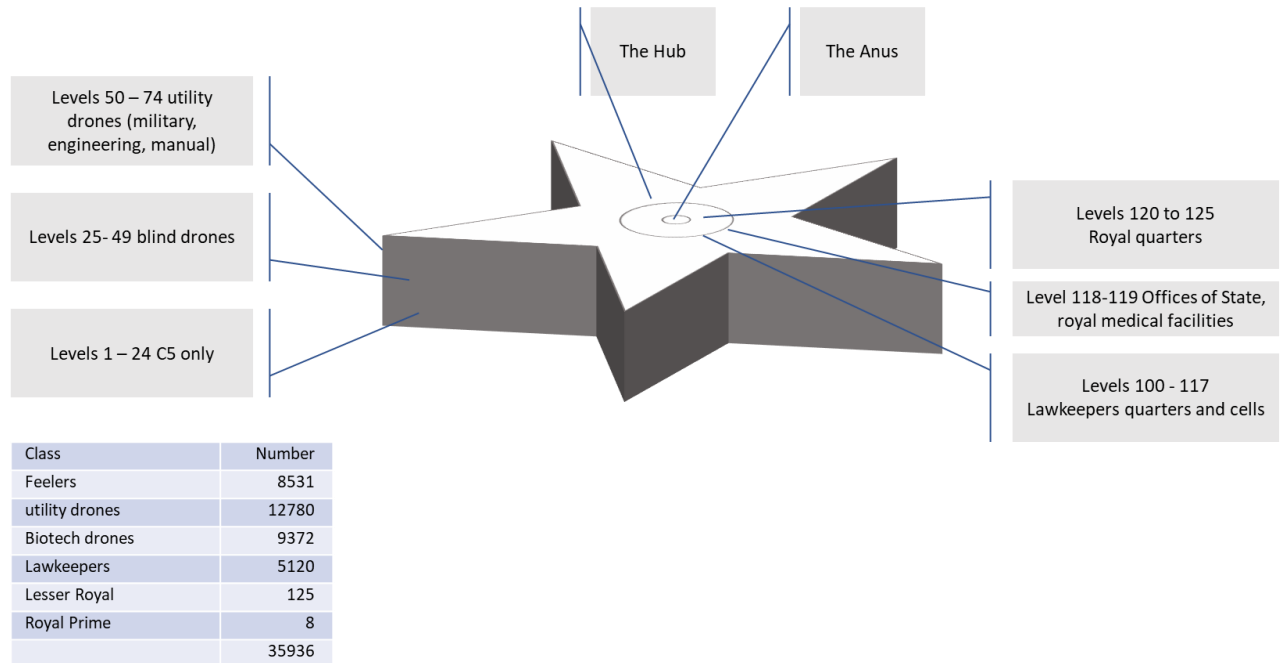 The Hub
The Anus
Levels 50 – 74 utility
drones (military,
engineering, manual)
Levels 25- 49 blind drones
Levels 1 – 24 C5 only
Levels 120 to 125
Royal quarters
Level 118-119 Offices of State,
royal medical facilities
Levels 100 - 117
Lawkeepers quarters and cells
Class Number
Feelers 8531
utility drones 12780
Biotech drones 9372
Lawkeepers 5120
Lesser Royal 125
Royal Prime 8
35936